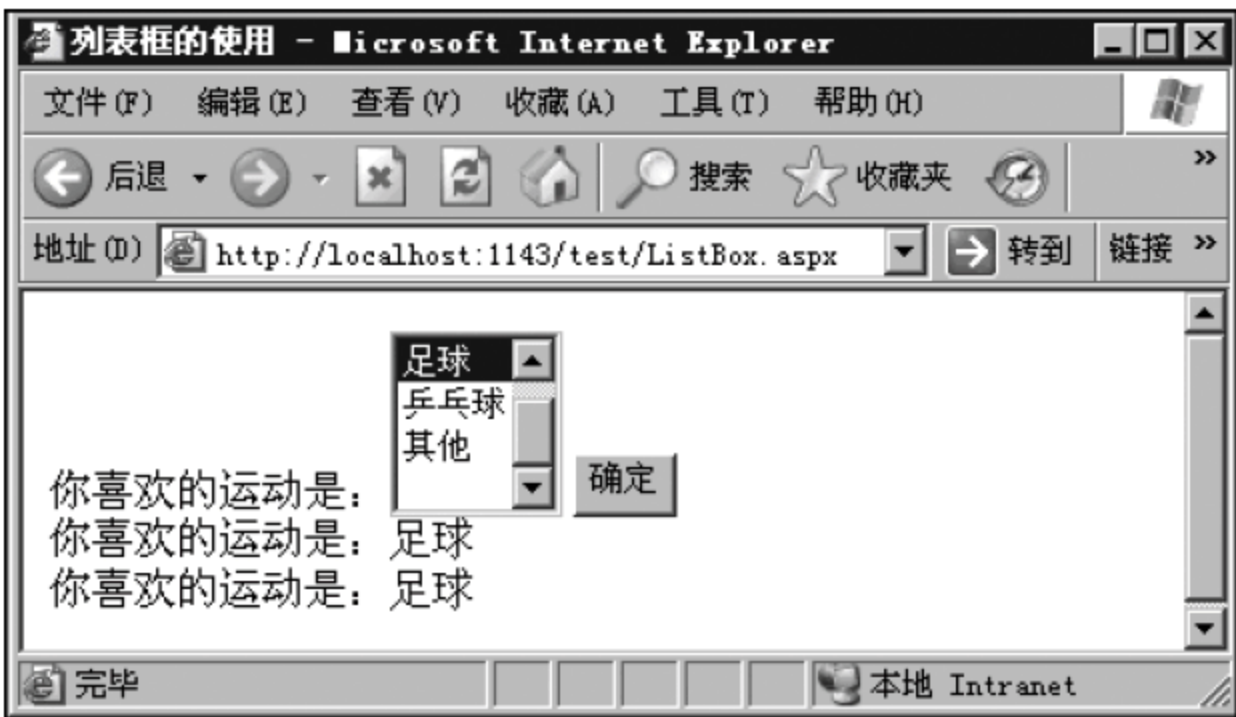 列表框的使用 - Microsoft Internet Explorer
文件(F) 编辑(E) 查看(V) 收藏(A) 工具(T) 帮助(H)
后退 搜索 收藏夹 »
地址(D) http://localhost:1143/test/ListBox.aspx 转到 链接 »
足球
乒乓球
其他
你喜欢的运动是： 确定
你喜欢的运动是：足球
你喜欢的运动是：足球
完毕 本地 Intranet